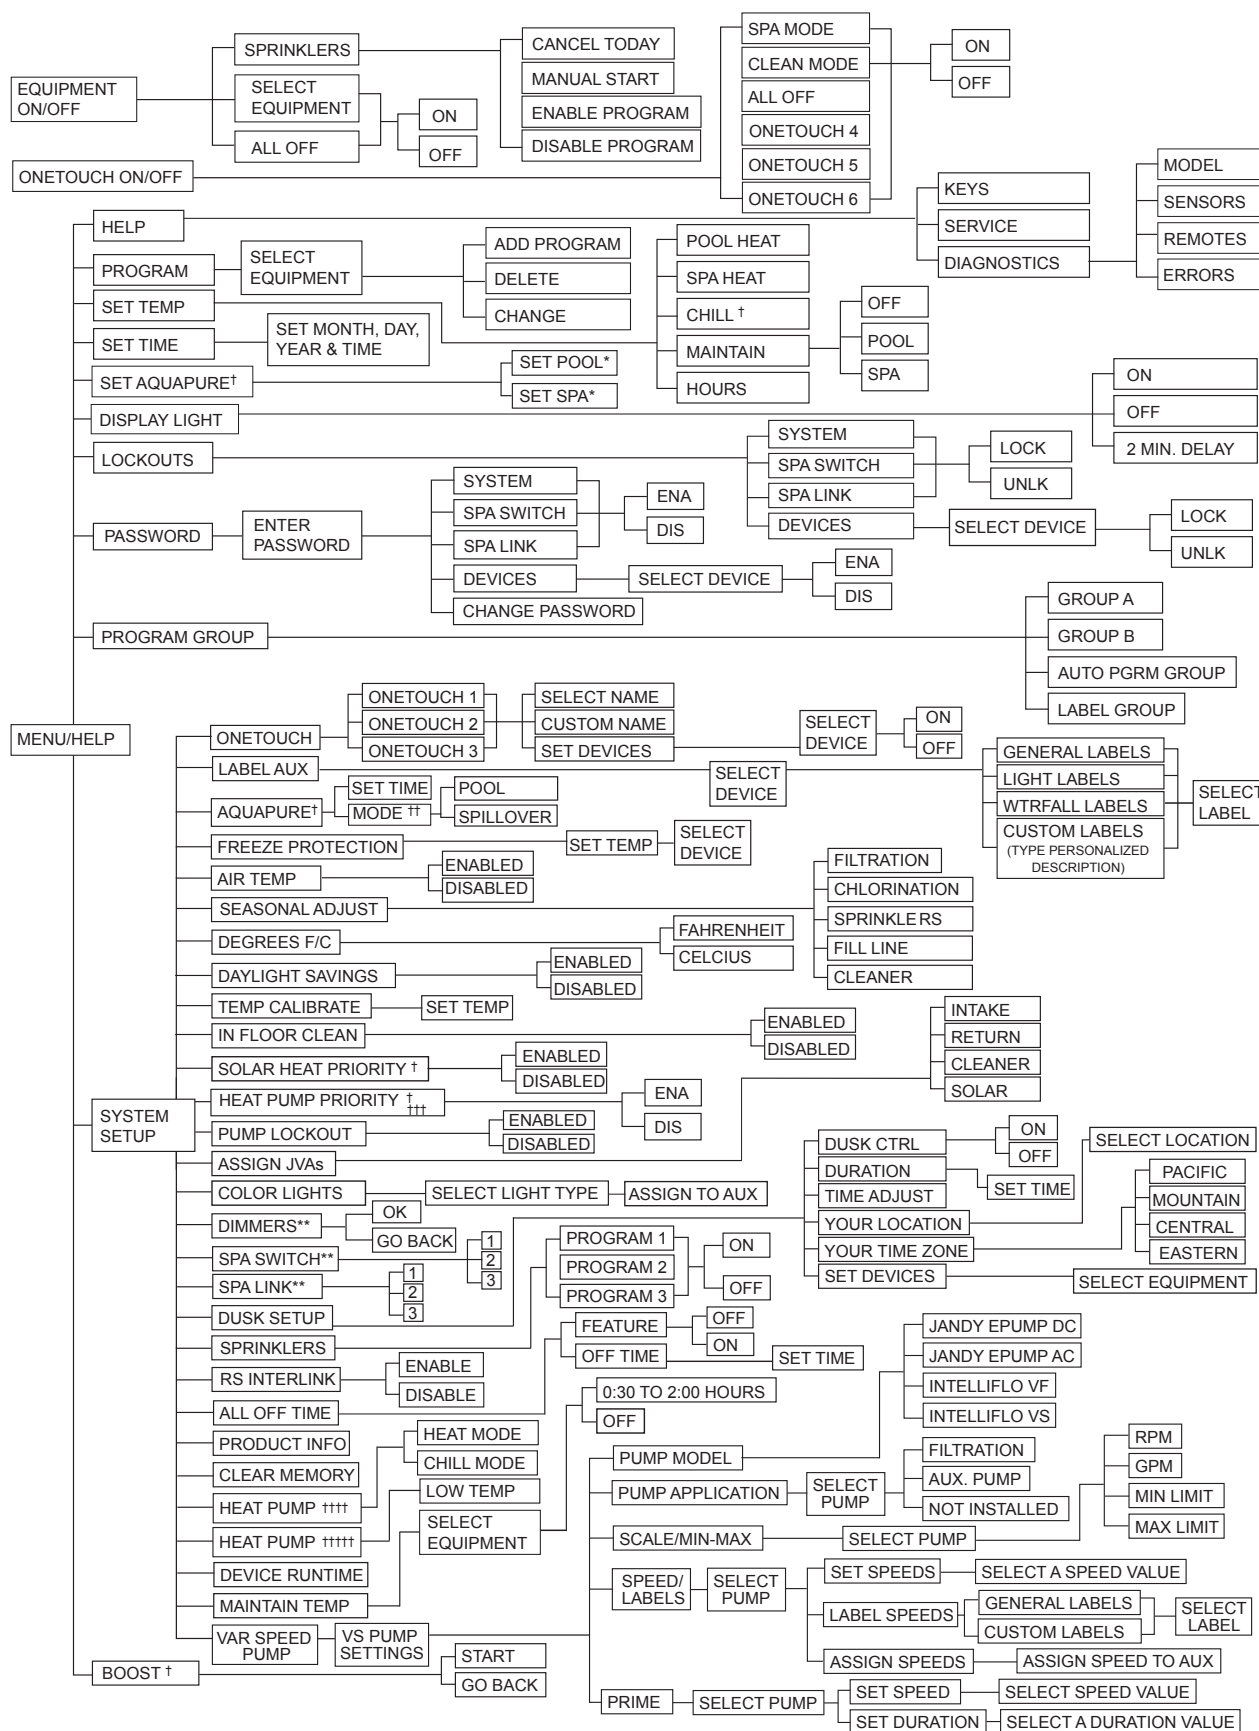 EQUIPMENT
ON/OFF
SPRINKLERS
SELECT
EQUIPMENT
ALL OFF
ON
OFF
CANCEL TODAY
MANUAL START
ENABLE PROGRAM
DISABLE PROGRAM
ONETOUCH ON/OFF
SPA MODE
CLEAN MODE
ALL OFF
ONETOUCH 4
ONETOUCH 5
ONETOUCH 6
ON
OFF
MENU/HELP
HELP
KEYS
SERVICE
DIAGNOSTICS
MODEL
SENSORS
REMOTES
ERRORS
PROGRAM
SELECT
EQUIPMENT
ADD PROGRAM
DELETE
CHANGE
SET TEMP
POOL HEAT
SPA HEAT
CHILL †
MAINTAIN
HOURS
OFF
POOL
SPA
SET TIME
SET MONTH, DAY,
YEAR & TIME
SET AQUAPURE†
SET POOL*
SET SPA*
DISPLAY LIGHT
ON
OFF
2 MIN. DELAY
LOCKOUTS
SYSTEM
SPA SWITCH
SPA LINK
DEVICES
LOCK
UNLK
SELECT DEVICE
LOCK
UNLK
PASSWORD
ENTER
PASSWORD
SYSTEM
SPA SWITCH
SPA LINK
DEVICES
CHANGE PASSWORD
ENA
DIS
SELECT DEVICE
ENA
DIS
PROGRAM GROUP
GROUP A
GROUP B
AUTO PGRM GROUP
LABEL GROUP
SYSTEM
SETUP
ONETOUCH
ONETOUCH 1
ONETOUCH 2
ONETOUCH 3
SELECT NAME
CUSTOM NAME
SET DEVICES
SELECT
DEVICE
ON
OFF
LABEL AUX
SELECT
DEVICE
GENERAL LABELS
LIGHT LABELS
WTRFALL LABELS
CUSTOM LABELS
(TYPE PERSONALIZED
DESCRIPTION)
SELECT
LABEL
AQUAPURE†
SET TIME
MODE ††
POOL
SPILLOVER
FREEZE PROTECTION
SET TEMP
SELECT
DEVICE
AIR TEMP
ENABLED
DISABLED
SEASONAL ADJUST
FILTRATION
CHLORINATION
SPRINKLERS
FILL LINE
CLEANER
DEGREES F/C
FAHRENHEIT
CELCIUS
DAYLIGHT SAVINGS
ENABLED
DISABLED
TEMP CALIBRATE
SET TEMP
IN FLOOR CLEAN
ENABLED
DISABLED
SOLAR HEAT PRIORITY †
ENABLED
DISABLED
HEAT PUMP PRIORITY †
†††
ENA
DIS
PUMP LOCKOUT
ENABLED
DISABLED
ASSIGN JVAs
INTAKE
RETURN
CLEANER
SOLAR
COLOR LIGHTS
SELECT LIGHT TYPE
ASSIGN TO AUX
DIMMERS**
OK
GO BACK
SPA SWITCH**
1
2
3
SPA LINK**
1
2
3
DUSK SETUP
DUSK CTRL
DURATION
TIME ADJUST
YOUR LOCATION
YOUR TIME ZONE
SET DEVICES
ON
OFF
SET TIME
SELECT LOCATION
PACIFIC
MOUNTAIN
CENTRAL
EASTERN
SELECT EQUIPMENT
SPRINKLERS
PROGRAM 1
PROGRAM 2
PROGRAM 3
ON
OFF
RS INTERLINK
ENABLE
DISABLE
ALL OFF TIME
FEATURE
OFF TIME
OFF
ON
SET TIME
PRODUCT INFO
CLEAR MEMORY
HEAT PUMP ††††
HEAT MODE
CHILL MODE
HEAT PUMP †††††
LOW TEMP
DEVICE RUNTIME
MAINTAIN TEMP
SELECT
EQUIPMENT
0:30 TO 2:00 HOURS
OFF
VAR SPEED
PUMP
VS PUMP
SETTINGS
PUMP MODEL
JANDY EPUMP DC
JANDY EPUMP AC
INTELLIFLO VF
INTELLIFLO VS
PUMP APPLICATION
SELECT
PUMP
FILTRATION
AUX. PUMP
NOT INSTALLED
SCALE/MIN-MAX
SELECT PUMP
RPM
GPM
MIN LIMIT
MAX LIMIT
SPEED/
LABELS
SELECT
PUMP
SET SPEEDS
SELECT A SPEED VALUE
LABEL SPEEDS
GENERAL LABELS
CUSTOM LABELS
SELECT
LABEL
ASSIGN SPEEDS
ASSIGN SPEED TO AUX
PRIME
SELECT PUMP
SET SPEED
SELECT SPEED VALUE
SET DURATION
SELECT A DURATION VALUE
BOOST †
START
GO BACK